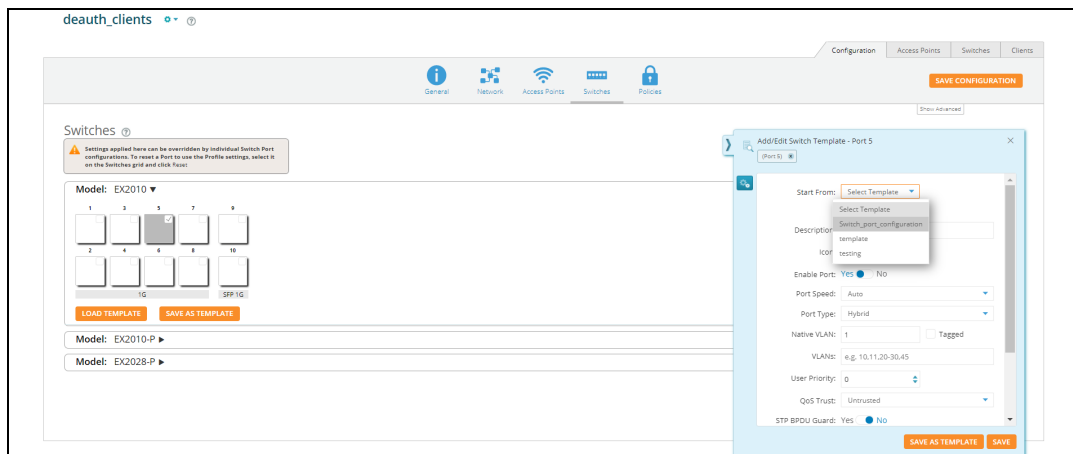 deauth_clients
Configuration Access Points Switches Clients
General Network Access Points Switches Policies
SAVE CONFIGURATION
Show Advanced
Switches
Settings applied here can be overridden by individual Switch Port
configurations. To reset a Port to use the Profile settings, select it
on the Switches grid and click Reset
Model: EX2010
1 3 5 7 9
2 4 6 8 10
1G SFP 1G
LOAD TEMPLATE SAVE AS TEMPLATE
Model: EX2010-P
Model: EX2028-P
Add/Edit Switch Template - Port 5
(Port 5)
Start From: Select Template
Select Template
Switch_port_configuration
template
testing
Description
Icon
Enable Port: Yes No
Port Speed: Auto
Port Type: Hybrid
Native VLAN: 1 Tagged
VLANs: e.g. 10,11,20-30,45
User Priority: 0
QoS Trust: Untrusted
STP BPDU Guard: Yes No
SAVE AS TEMPLATE SAVE